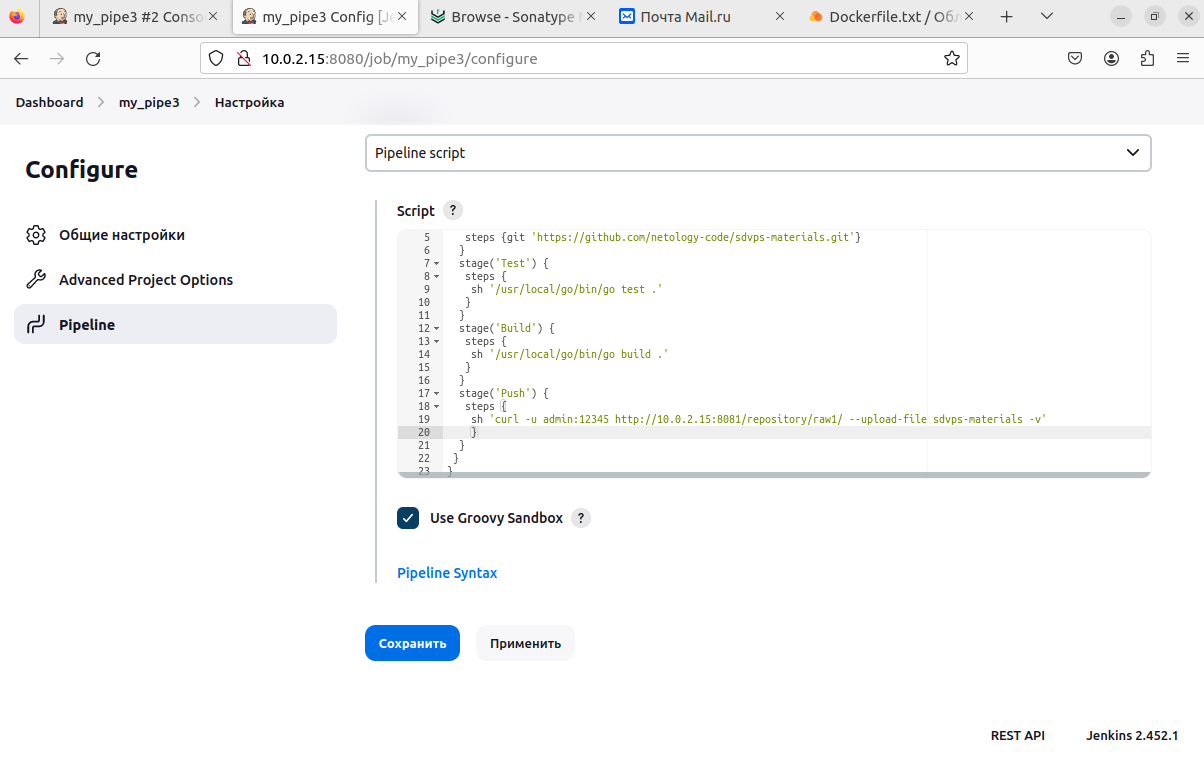 my_pipe3 #2 Conso
my_pipe3 Config [Je
Browse - Sonatype
Почта Mail.ru
Dockerfile.txt / Обл
10.0.2.15:8080/job/my_pipe3/configure
Dashboard
my_pipe3
Настройка
Configure
Общие настройки
Advanced Project Options
Pipeline
Pipeline script
Script ?
5 steps {git 'https://github.com/netology-code/sdvps-materials.git'}
6 }
7 stage('Test') {
8 steps {
9 sh '/usr/local/go/bin/go test .'
10 }
11 }
12 stage('Build') {
13 steps {
14 sh '/usr/local/go/bin/go build .'
15 }
16 }
17 stage('Push') {
18 steps {
19 sh 'curl -u admin:12345 http://10.0.2.15:8081/repository/raw1/ --upload-file sdvps-materials -v'
20 }
21 }
22 }
23 }
Use Groovy Sandbox ?
Pipeline Syntax
Сохранить
Применить
REST API
Jenkins 2.452.1